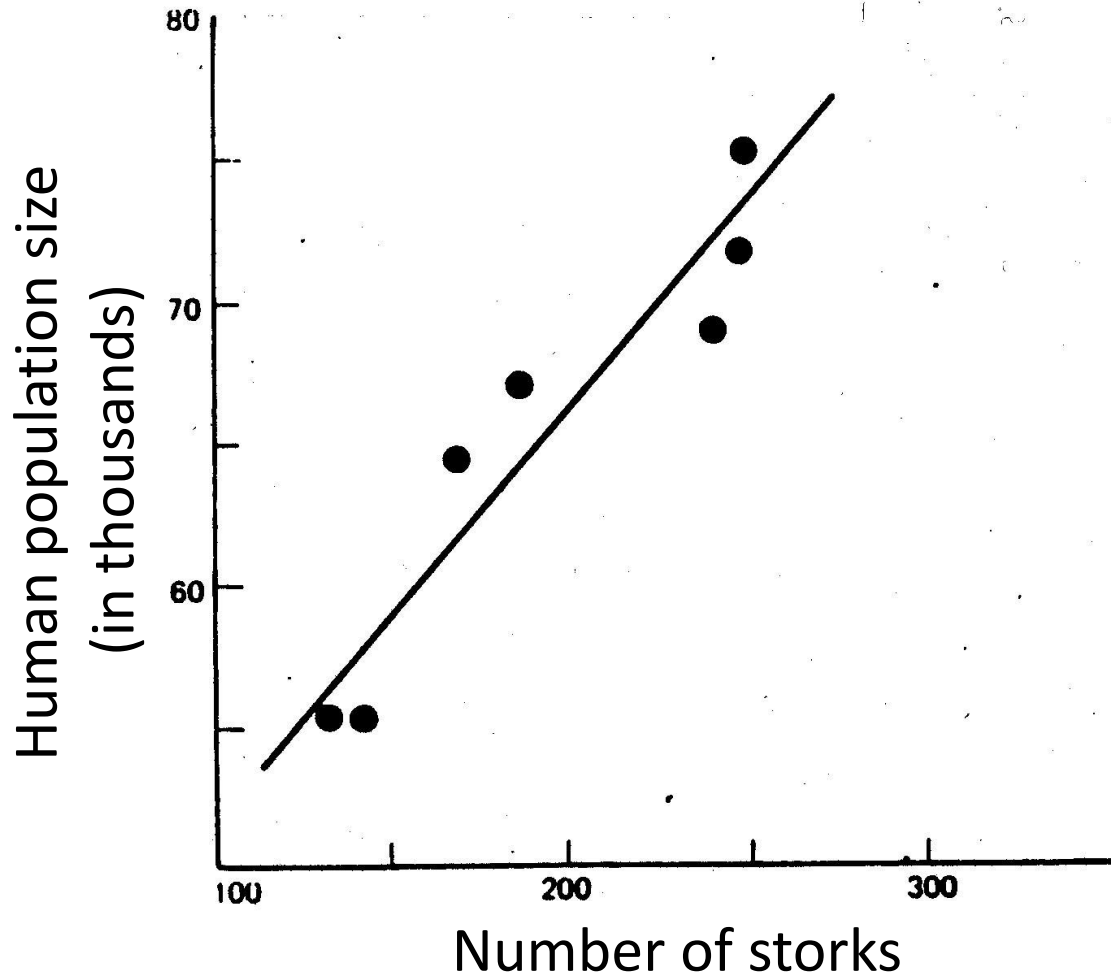 80
70
60
Human population size
(in thousands)
100 200 300
Number of storks